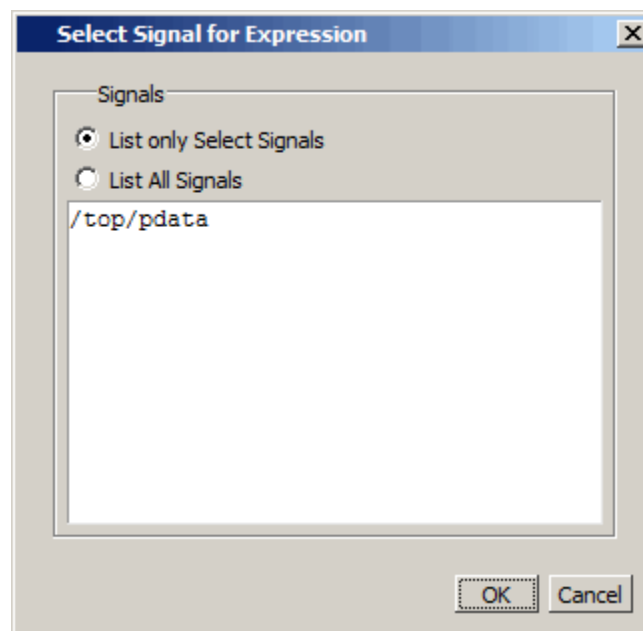 Select Signal for Expression
Signals
List only Select Signals
List All Signals
/top/pdata
OK Cancel